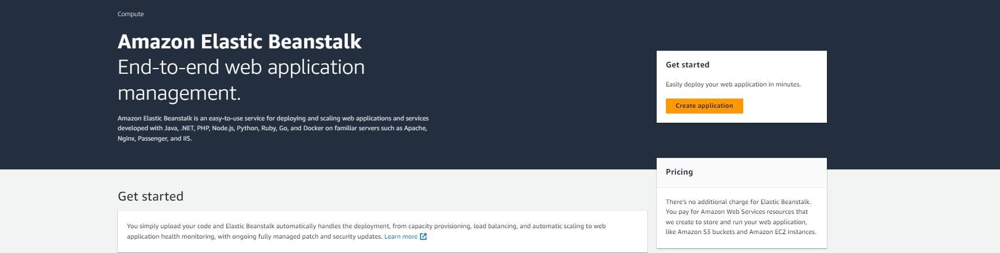 Compute
Amazon Elastic Beanstalk
End-to-end web application
management.
Amazon Elastic Beanstalk is an easy-to-use service for deploying and scaling web applications and services
developed with Java, .NET, PHP, Node.js, Python, Ruby, Go, and Docker on familiar servers such as Apache,
Nginx, Passenger, and IIS.
Get started
Easily deploy your web application in minutes.
Create application
Pricing
There's no additional charge for Elastic Beanstalk.
You pay for Amazon Web Services resources that
we create to store and run your web application,
like Amazon S3 buckets and Amazon EC2 instances.
Get started
You simply upload your code and Elastic Beanstalk automatically handles the deployment, from capacity provisioning, load balancing, and automatic scaling to web
application health monitoring, with ongoing fully managed patch and security updates. Learn more